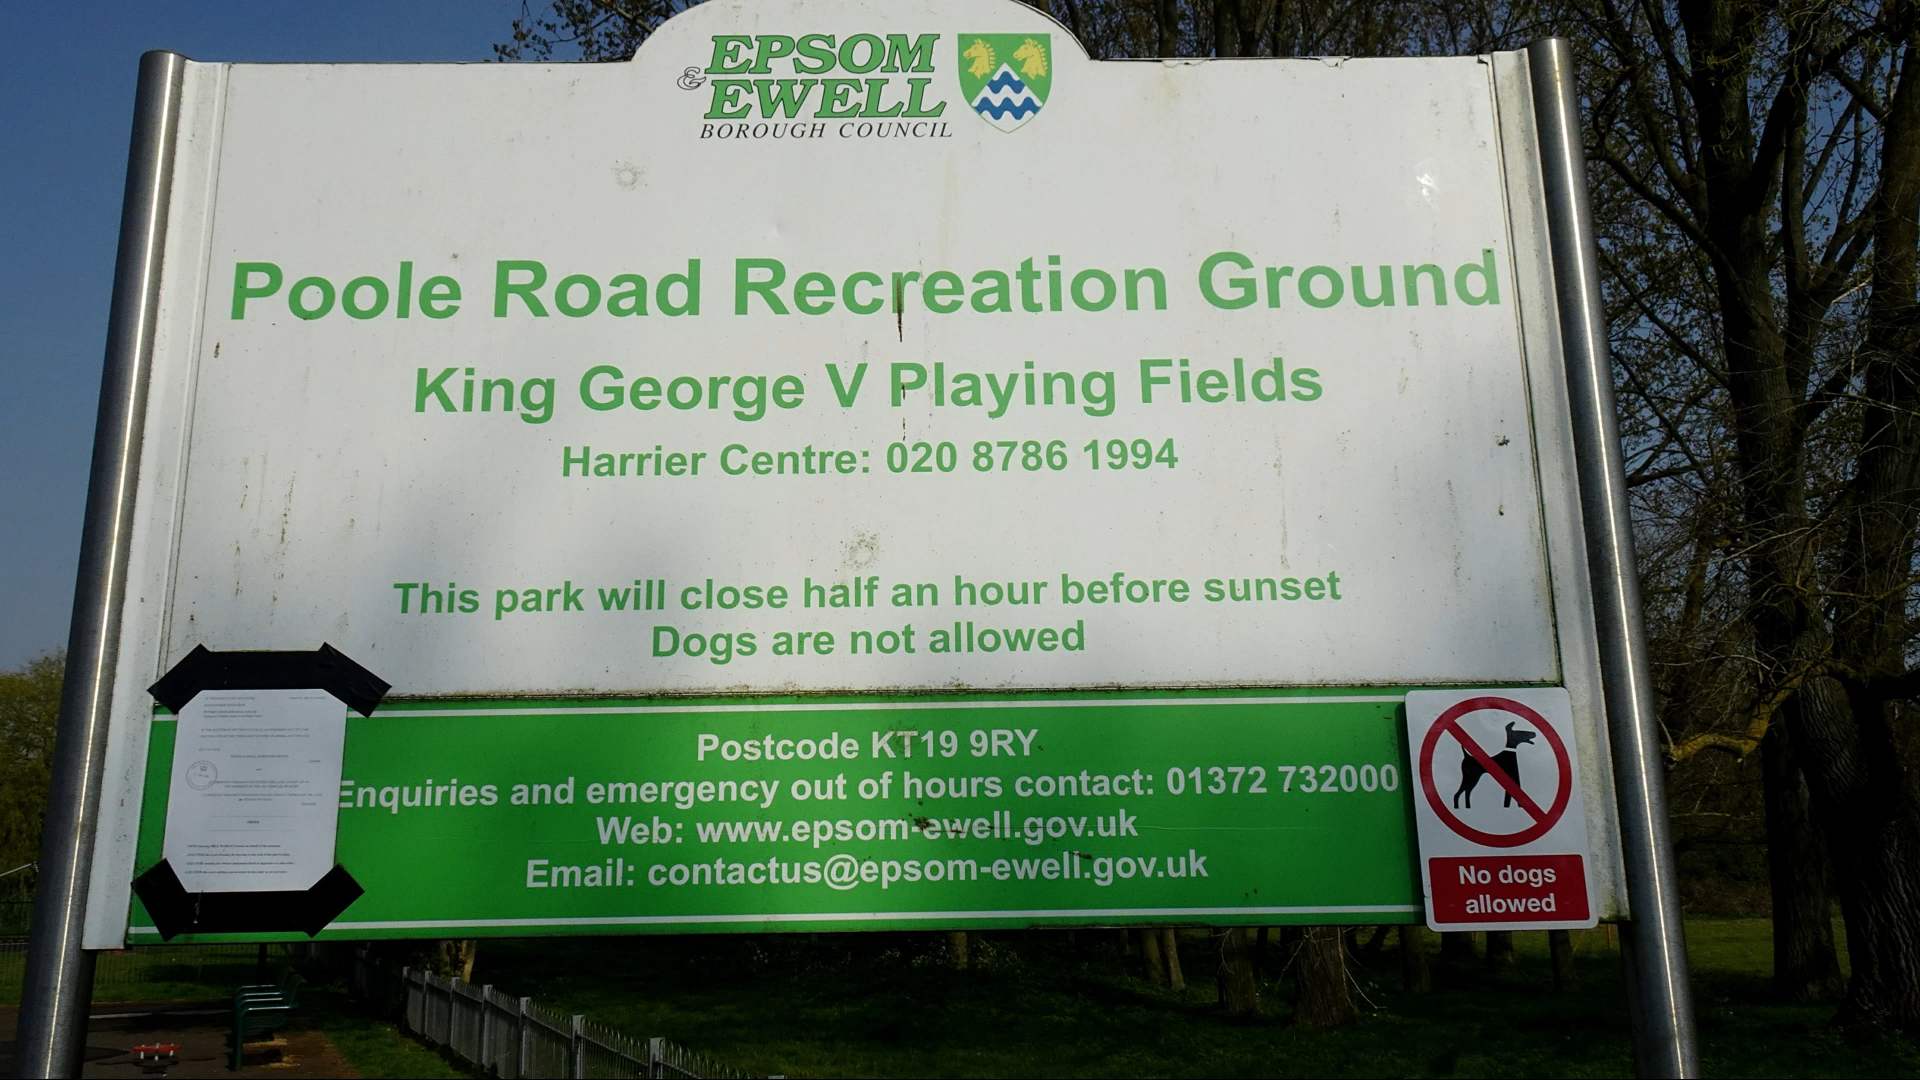 EPSOM
& EWELL
BOROUGH COUNCIL
Poole Road Recreation Ground
King George V Playing Fields
Harrier Centre: 020 8786 1994
This park will close half an hour before sunset
Dogs are not allowed
Postcode KT19 9RY
Enquiries and emergency out of hours contact: 01372 732000
Web: www.epsom-ewell.gov.uk
Email: contactus@epsom-ewell.gov.uk
No dogs
allowed